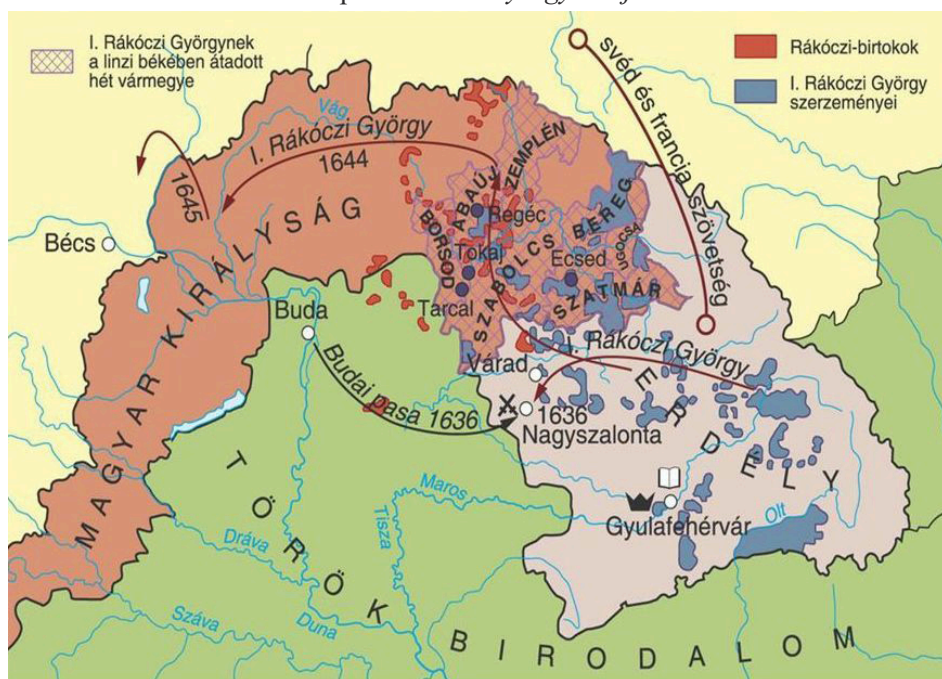 I. Rákóczi Györgynek
a linzi békében átadott
hét vármegye
svéd és francia szövetség
Rákóczi-birtokok
I. Rákóczi György
szerzeményei
Vág
I. Rákóczi György
1644
1645
Bécs
MAGYAR KIRÁLYSÁG
ABAÚJ
ZEMPLÉN
BORSOD
Regéc
Tokaj
Tarcal
SZABOLCS
BEREG
UGOCSA
Ecsed
SZATMÁR
Buda
Budai pasa 1636
Várad
I. Rákóczi György
1636
Nagyszalonta
ERDÉLY
Maros
Gyulafehérvár
Olt
Tisza
Dráva
Száva
Duna
TÖRÖK
BIRODALOM